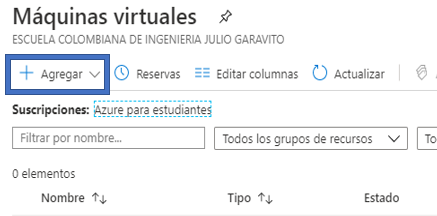 Máquinas virtuales
ESCUELA COLOMBIANA DE INGENIERIA JULIO GARAVITO
Agregar Reservas Editar columnas Actualizar
Suscripciones: Azure para estudiantes
Filtrar por nombre... Todos los grupos de recursos To
0 elementos
Nombre ↑↓ Tipo ↑↓ Estado